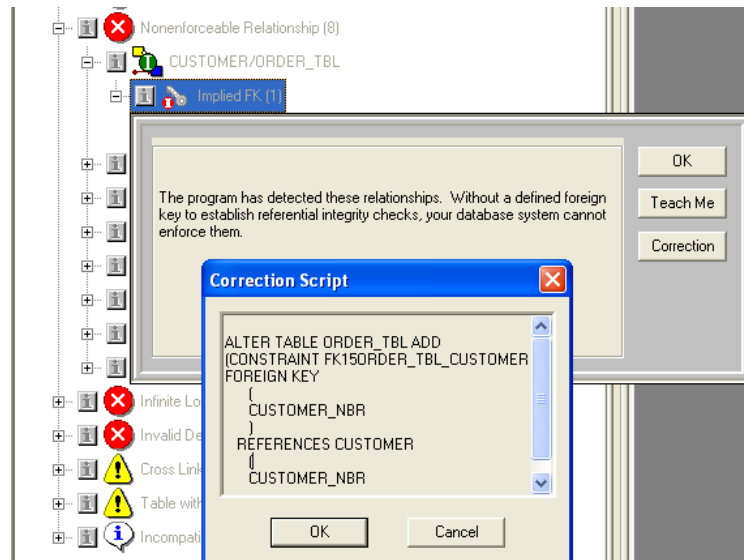 Nonenforceable Relationship (8)
CUSTOMER/ORDER_TBL
Implied FK (1)
The program has detected these relationships.  Without a defined foreign
key to establish referential integrity checks, your database system cannot
enforce them.
OK
Teach Me
Correction
Correction Script
ALTER TABLE ORDER_TBL ADD
(CONSTRAINT FK15ORDER_TBL_CUSTOMER
FOREIGN KEY
(
CUSTOMER_NBR
)
REFERENCES CUSTOMER
(
CUSTOMER_NBR
OK
Cancel
Infinite Lo
Invalid De
Cross Link
Table with
Incompati